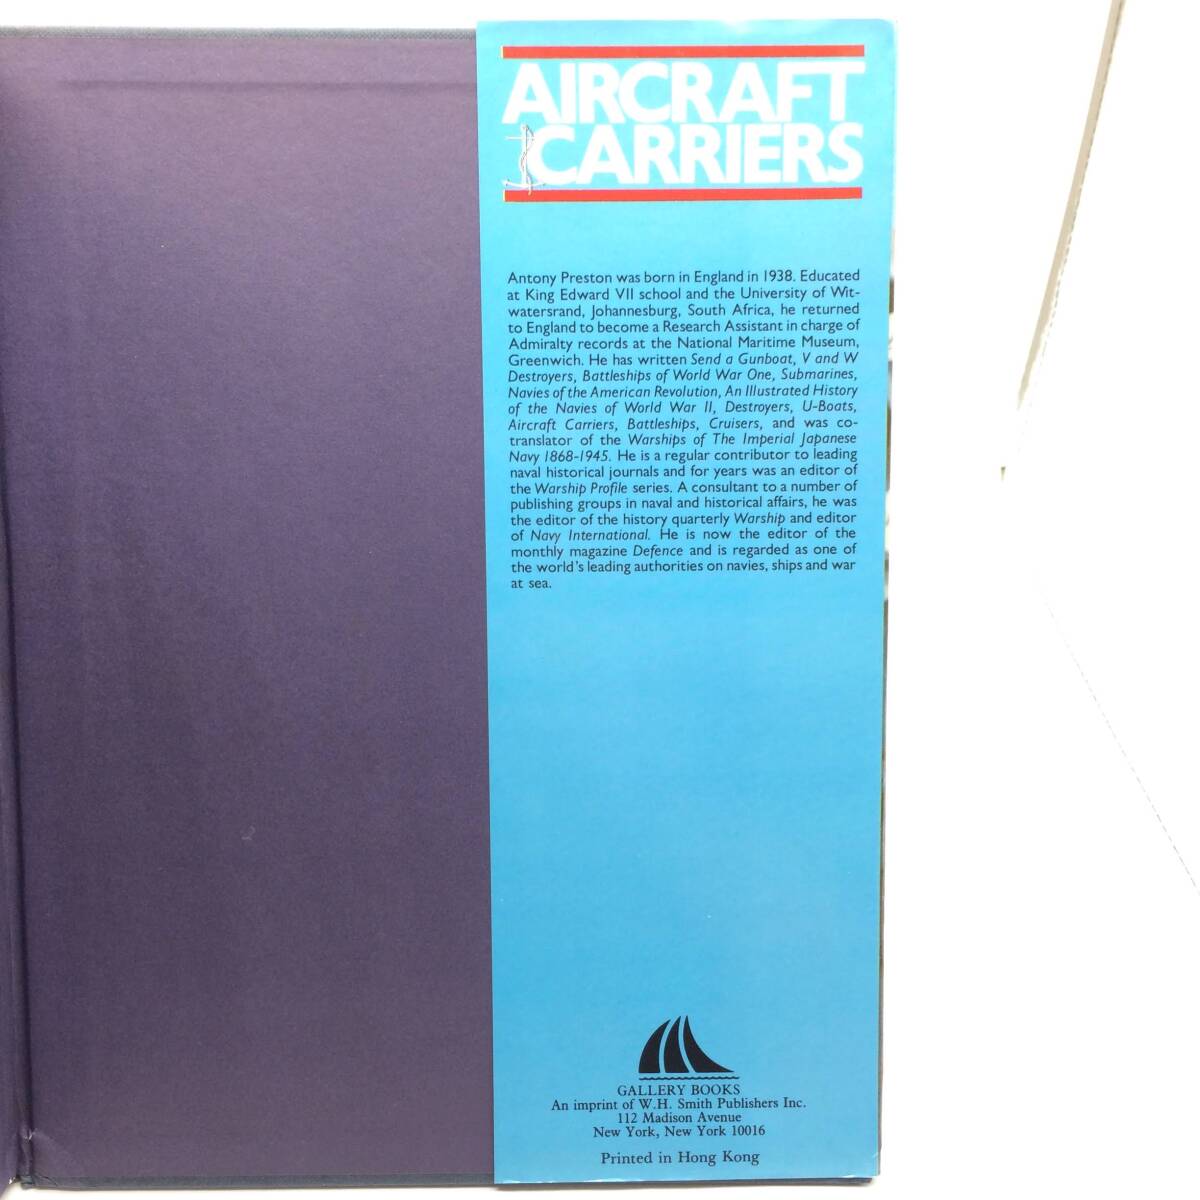 AIRCRAFT
CARRIERS
Antony Preston was born in England in 1938. Educated
at King Edward VII school and the University of Wit-
watersrand, Johannesburg, South Africa, he returned
to England to become a Research Assistant in charge of
Admiralty records at the National Maritime Museum,
Greenwich. He has written Send a Gunboat, V and W
Destroyers, Battleships of World War One, Submarines,
Navies of the American Revolution, An Illustrated History
of the Navies of World War II, Destroyers, U-Boats,
Aircraft Carriers, Battleships, Cruisers, and was co-
translator of the Warships of The Imperial Japanese
Navy 1868-1945. He is a regular contributor to leading
naval historical journals and for years was an editor of
the Warship Profile series. A consultant to a number of
publishing groups in naval and historical affairs, he was
the editor of the history quarterly Warship and editor
of Navy International. He is now the editor of the
monthly magazine Defence and is regarded as one of
the world's leading authorities on navies, ships and war
at sea.
GALLERY BOOKS
An imprint of W.H. Smith Publishers Inc.
112 Madison Avenue
New York, New York 10016
Printed in Hong Kong